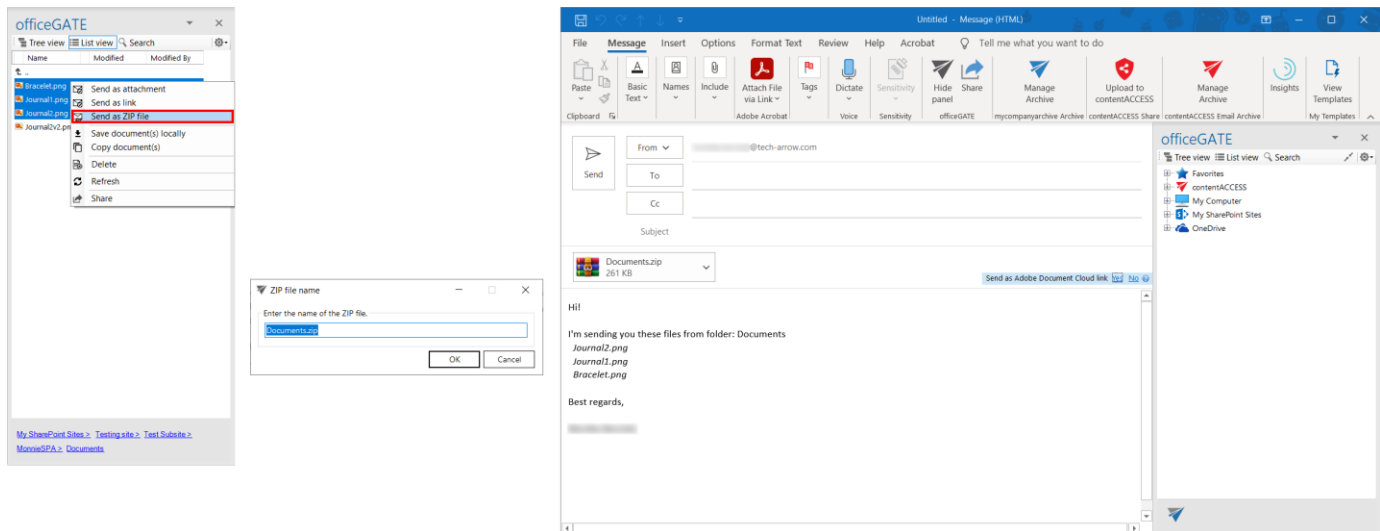 officeGATE
Tree view List view Search
Name Modified Modified By
..
Bracelet.png
Journal1.png
Journal2.png
Journal2v2.pn
Send as attachment
Send as link
Send as ZIP file
Save document(s) locally
Copy document(s)
Delete
Refresh
Share
My SharePoint Sites > Testing site > Test Subsite >
MonnieSPA > Documents
ZIP file name
Enter the name of the ZIP file.
Documents.zip
OK Cancel
Untitled - Message (HTML)
File Message Insert Options Format Text Review Help Acrobat Tell me what you want to do
Paste Basic Text Names Include Attach File via Link Tags Dictate Sensitivity Hide panel Share Manage Archive Upload to contentACCESS Manage Archive Insights View Templates
Clipboard Adobe Acrobat Voice Sensitivity officeGATE mycompanyarchive Archive contentACCESS Share contentACCESS Email Archive My Templates
Send
From @tech-arrow.com
To
Cc
Subject
Documents.zip
261 KB
Send as Adobe Document Cloud link Yes No
Hi!
I'm sending you these files from folder: Documents
Journal2.png
Journal1.png
Bracelet.png
Best regards,
officeGATE
Tree view List view Search
Favorites
contentACCESS
My Computer
My SharePoint Sites
OneDrive